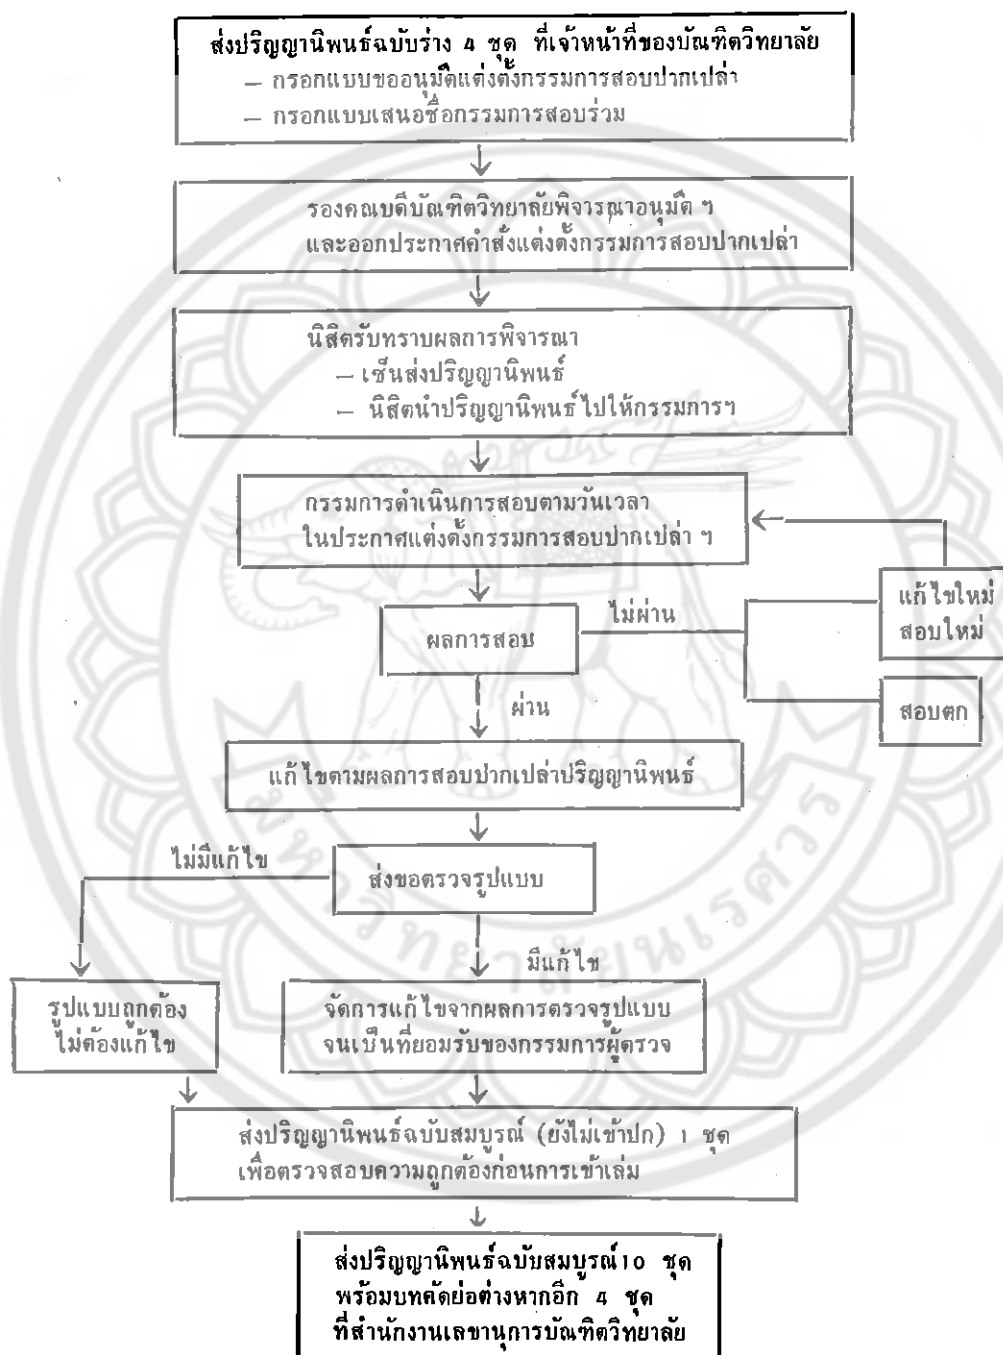 ส่งปริญญานิพนธ์ฉบับร่าง 4 ชุด ที่เจ้าหน้าที่ของบัณฑิตวิทยาลัย
– กรอกแบบขออนุมัติแต่งตั้งกรรมการสอบปากเปล่า
– กรอกแบบเสนอชื่อกรรมการสอบร่วม
รองคณบดีบัณฑิตวิทยาลัยพิจารณาอนุมัติ ฯ
และออกประกาศคำสั่งแต่งตั้งกรรมการสอบปากเปล่า
นิสิตรับทราบผลการพิจารณา
– เซ็นส่งปริญญานิพนธ์
– นิสิตนำปริญญานิพนธ์ไปให้กรรมการฯ
กรรมการดำเนินการสอบตามวันเวลา
ในประกาศแต่งตั้งกรรมการสอบปากเปล่า ฯ
แก้ไขใหม่
สอบใหม่
ไม่ผ่าน
ผลการสอบ
สอบตก
ผ่าน
แก้ไขตามผลการสอบปากเปล่าปริญญานิพนธ์
ไม่มีแก้ไข
ส่งขอตรวจรูปแบบ
มีแก้ไข
รูปแบบถูกต้อง
ไม่ต้องแก้ไข
จัดการแก้ไขจากผลการตรวจรูปแบบ
จนเป็นที่ยอมรับของกรรมการผู้ตรวจ
ส่งปริญญานิพนธ์ฉบับสมบูรณ์ (ยังไม่เข้าปก) 1 ชุด
เพื่อตรวจสอบความถูกต้องก่อนการเข้าเล่ม
ส่งปริญญานิพนธ์ฉบับสมบูรณ์ 10 ชุด
พร้อมบทคัดย่อต่างหากอีก 4 ชุด
ที่สำนักงานเลขานุการบัณฑิตวิทยาลัย
มหาวิทยาลัยนเรศวร